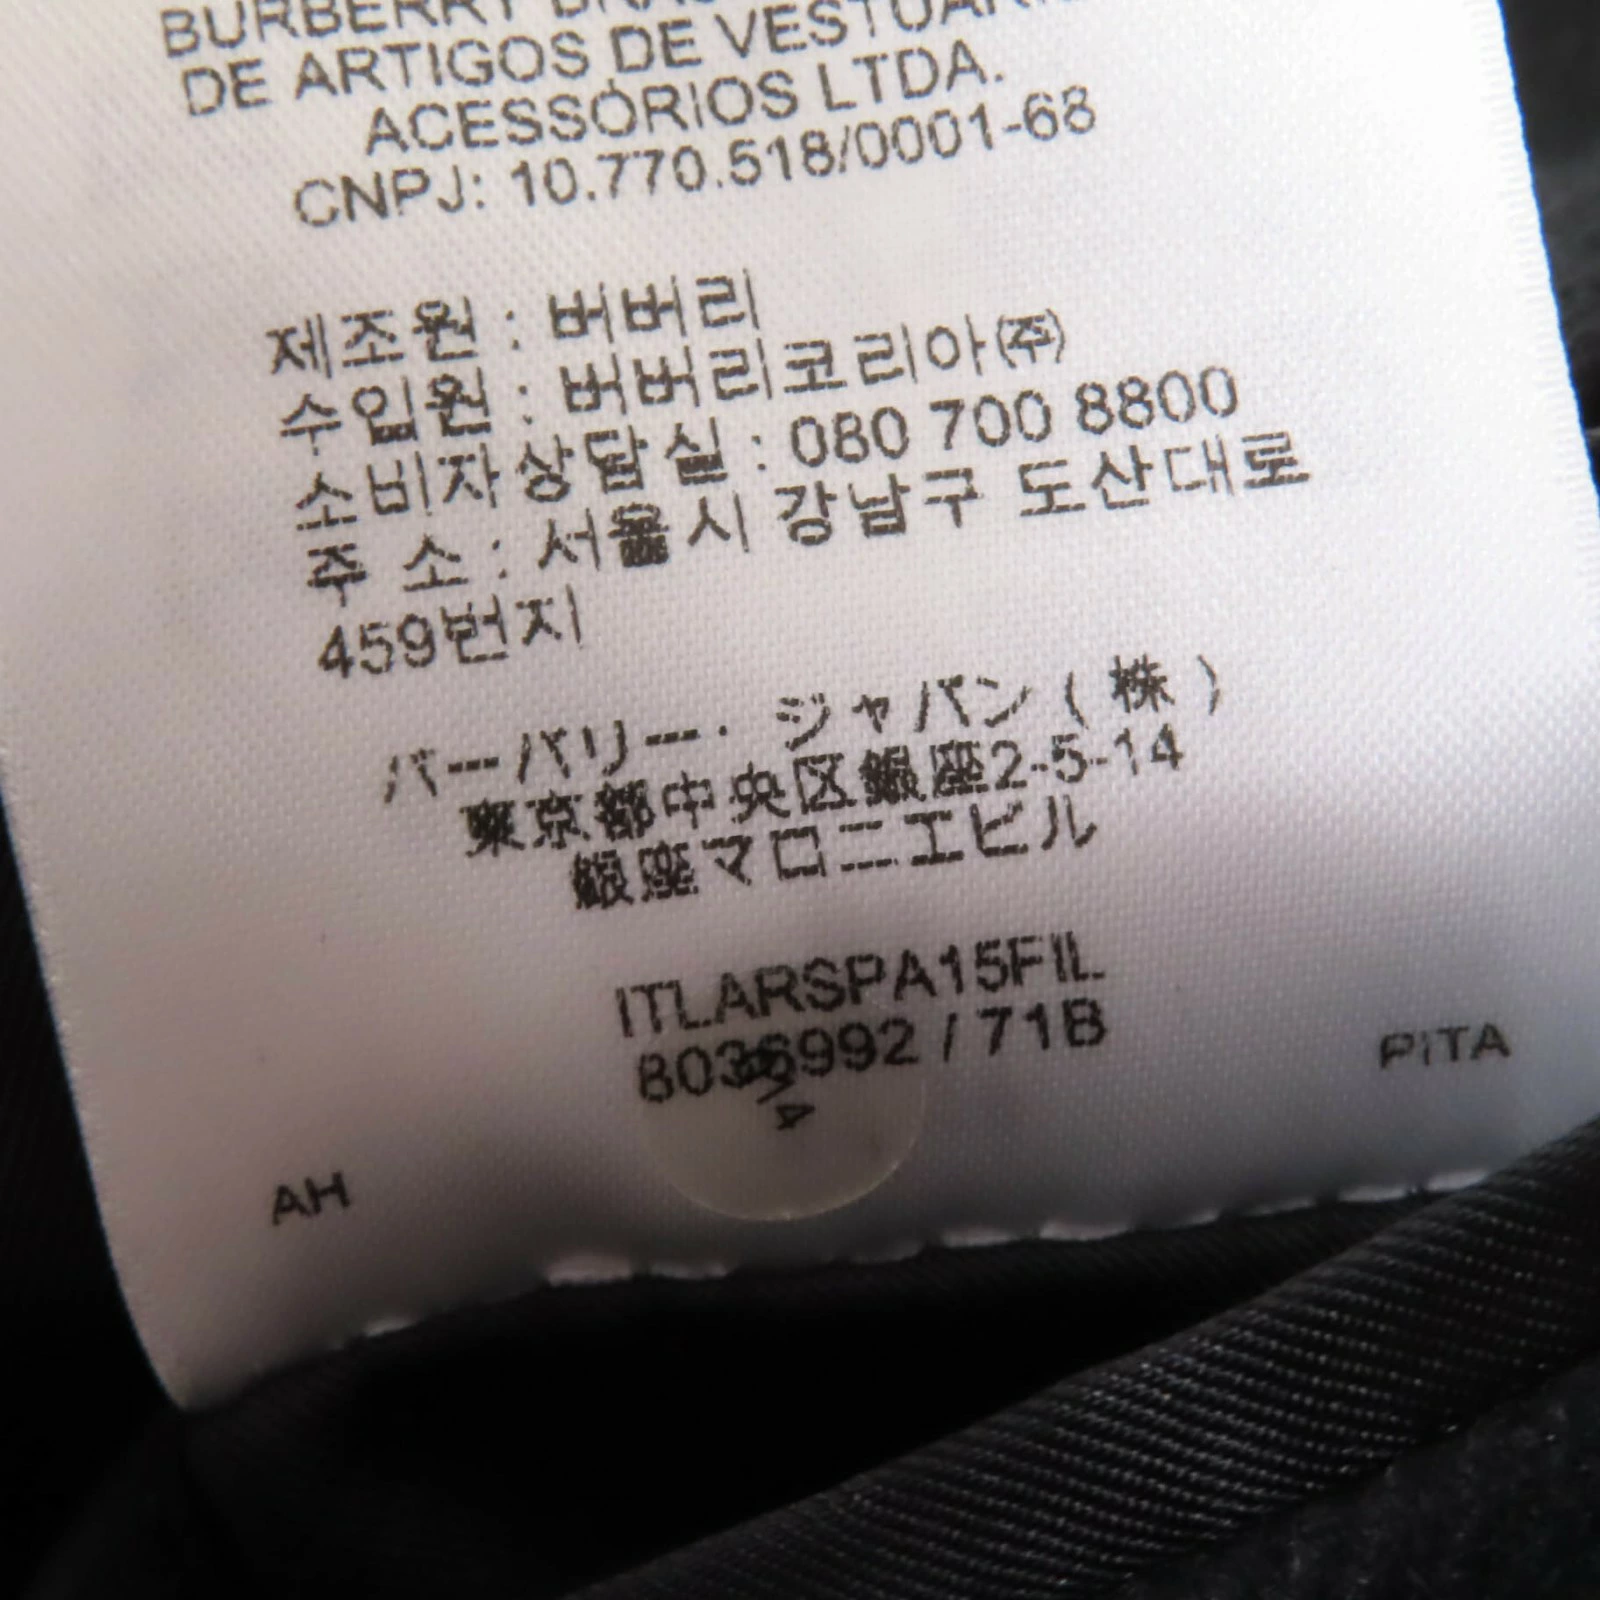 BURBERRY
DE ARTIGOS DE
ACESSÓRIOS LTDA.
CNPJ: 10.770.518/0001-68
제조원 : 버버리
수입원 : 버버리코리아㈜
소비자상담실 : 080 700 8800
주 소 : 서울시 강남구 도산대로
459번지
バーバリー・ジャパン ( 株 )
東京都中央区銀座2-5-14
銀座マロニエビル
ITLARSPA15FIL
8036992 / 71B
PITA
AH